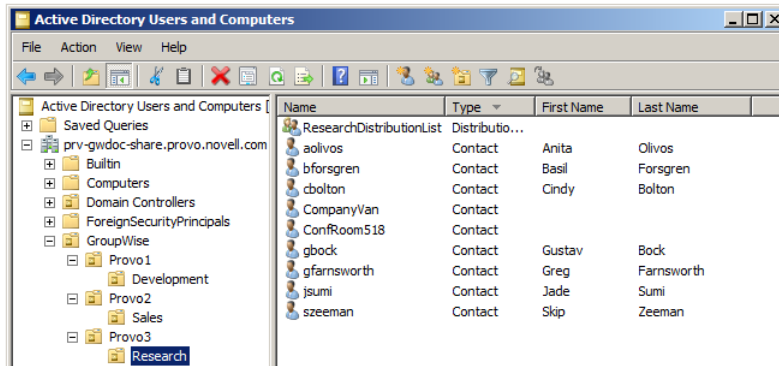 Active Directory Users and Computers
File Action View Help
Active Directory Users and Computers [
Saved Queries
prv-gwdoc-share.provo.novell.com
Builtin
Computers
Domain Controllers
ForeignSecurityPrincipals
GroupWise
Provo1
Development
Provo2
Sales
Provo3
Research
Name Type First Name Last Name
ResearchDistributionList Distributio...
aolivos Contact Anita Olivos
bforsgren Contact Basil Forsgren
cbolton Contact Cindy Bolton
CompanyVan Contact
ConfRoom518 Contact
gbock Contact Gustav Bock
gfarnsworth Contact Greg Farnsworth
jsumi Contact Jade Sumi
szeeman Contact Skip Zeeman